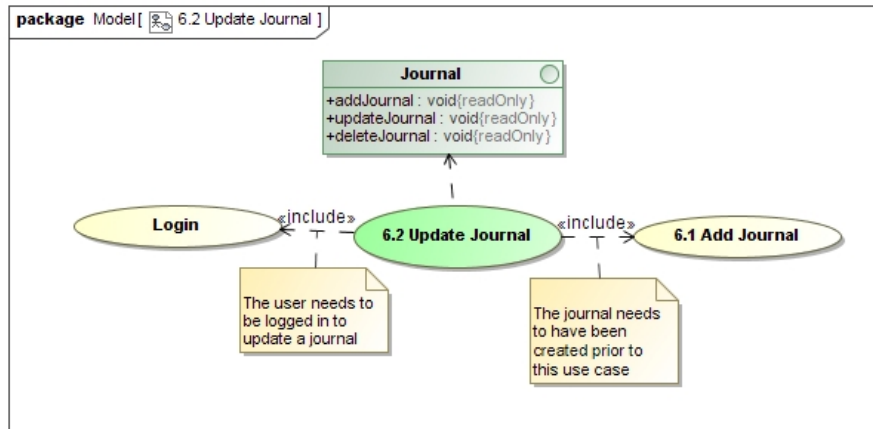 package Model[ 6.2 Update Journal ]
Journal
+addJournal : void{readOnly}
+updateJournal : void{readOnly}
+deleteJournal : void{readOnly}
Login
«include»
6.2 Update Journal
«include»
6.1 Add Journal
The user needs to
be logged in to
update a journal
The journal needs
to have been
created prior to
this use case